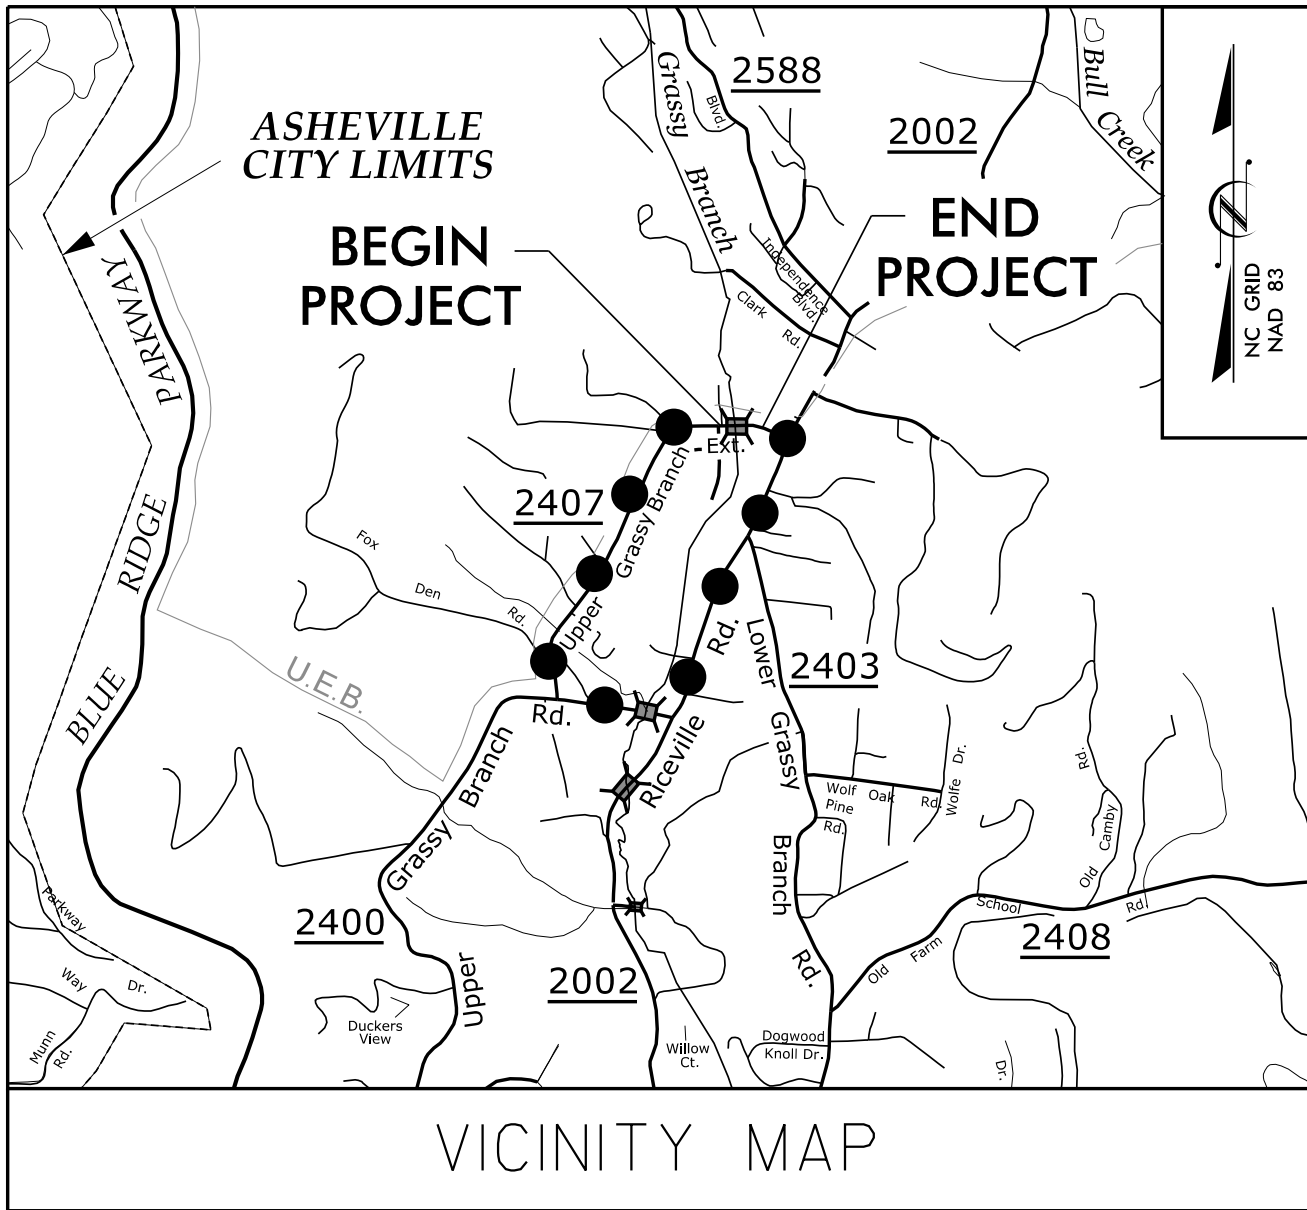 2588
Bull
Creek
2002
Grassy
Branch
Blvd.
ASHEVILLE
CITY LIMITS
BEGIN
PROJECT
END
PROJECT
NC GRID
NAD 83
Independence
Blvd.
Clark
Rd.
PARKWAY
RIDGE
BLUE
Ext.
2407
Upper
Grassy Branch
Fox
Den
Rd.
U.E.B.
Rd.
Riceville
Rd.
2403
Lower
Grassy
Branch
Rd.
Upper
Grassy
Branch
Rd.
Wolf
Pine
Rd.
Oak
Rd.
Wolfe Dr.
Old
Camby
Rd.
Old
Farm
School
Rd.
2400
2002
2408
Parkway
Way
Dr.
Munn
Rd.
Duckers
View
Willow
Ct.
Dogwood
Knoll Dr.
Dr.
VICINITY MAP